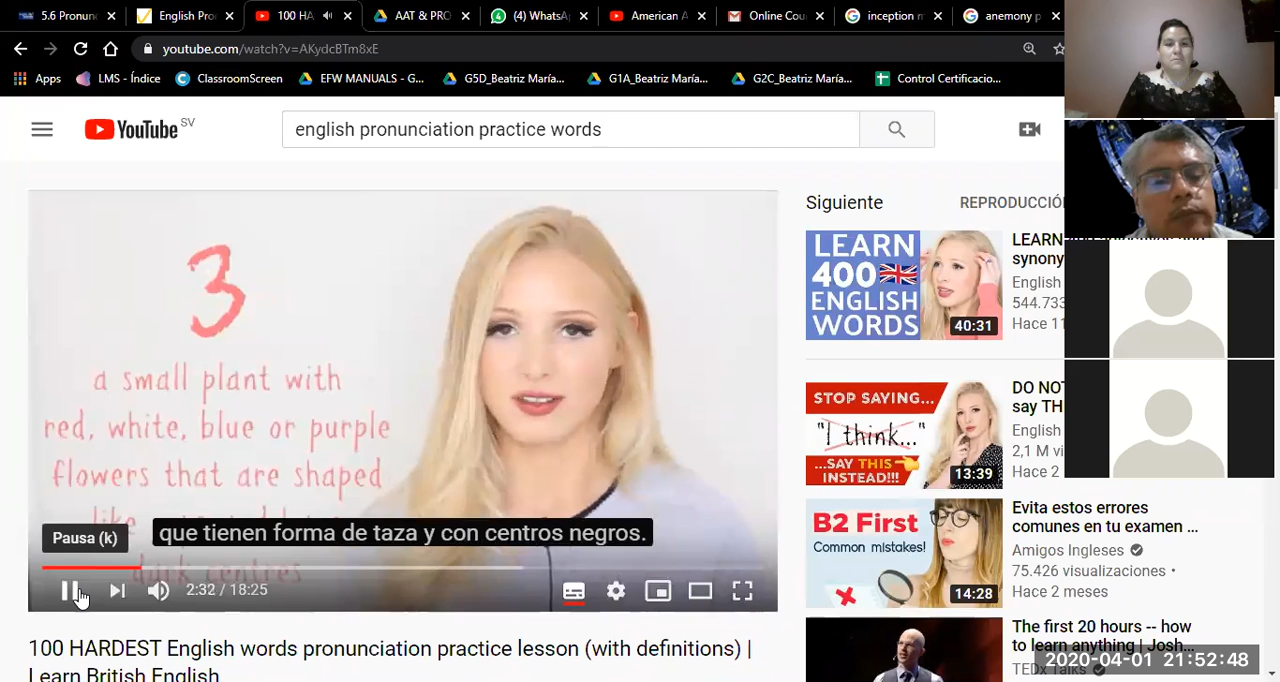 5.6 Pronunc
English Pro
100 HA
AAT & PRO
(4) WhatsA
American A
Online Cou
inception m
anemony p
youtube.com/watch?v=AKydcBTm8xE
Apps
LMS - Índice
ClassroomScreen
EFW MANUALS - G...
G5D_Beatriz María...
G1A_Beatriz María...
G2C_Beatriz María...
Control Certificacio...
YouTube SV
english pronunciation practice words
3
a small plant with
red, white, blue or purple
flowers that are shaped
que tienen forma de taza y con centros negros.
Pausa (k)
dark centres
2:32 / 18:25
100 HARDEST English words pronunciation practice lesson (with definitions) |
Learn British English
Siguiente
REPRODUCCIÓN
LEARN
400
ENGLISH
WORDS
40:31
LEARN
synony
English
544.733
Hace 11
STOP SAYING...
"I think..."
...SAY THIS
INSTEAD!!!
13:39
DO NOT
say TH
English
2,1 M vi
Hace 2
B2 First
Common mistakes!
14:28
Evita estos errores
comunes en tu examen ...
Amigos Ingleses
75.426 visualizaciones •
Hace 2 meses
The first 20 hours -- how
to learn anything | Josh...
TEDx Talks
2020-04-01 21:52:48